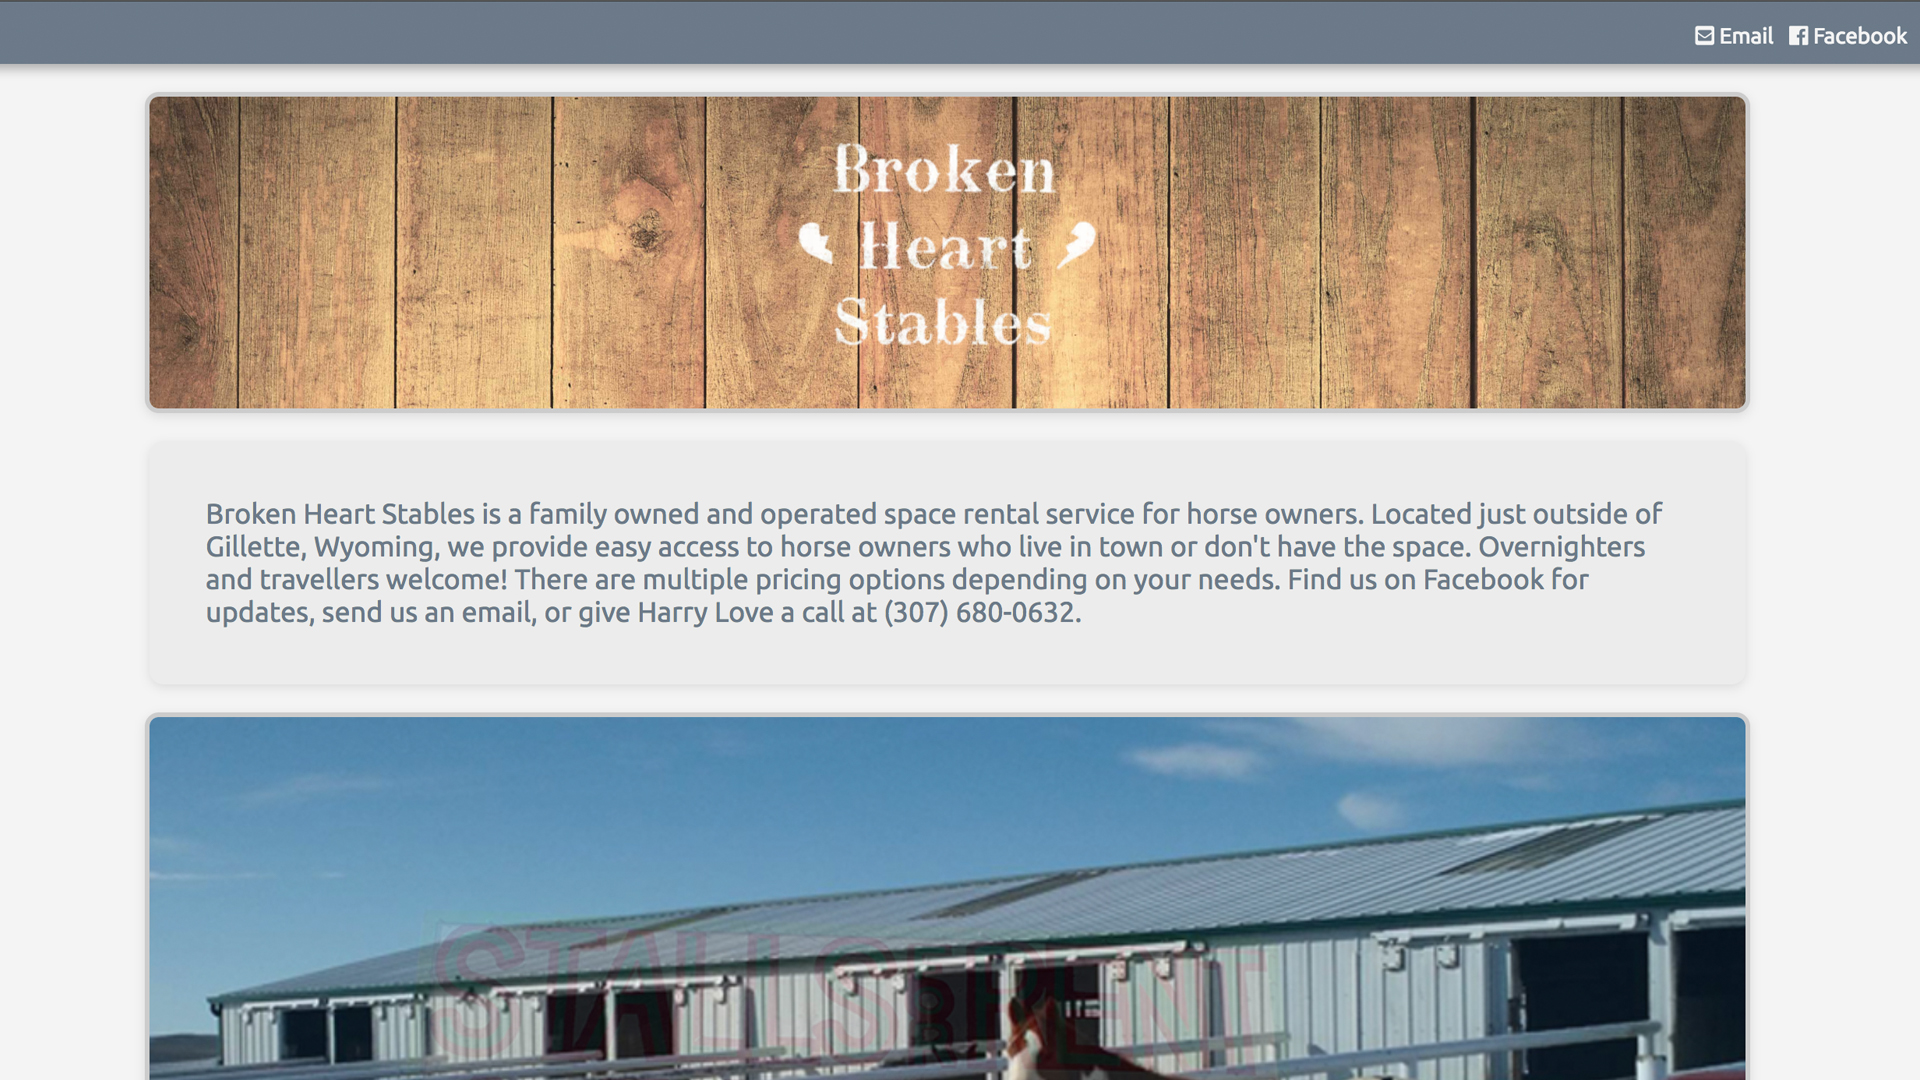 Email Facebook
Broken
Heart
Stables
Broken Heart Stables is a family owned and operated space rental service for horse owners. Located just outside of
Gillette, Wyoming, we provide easy access to horse owners who live in town or don't have the space. Overnighters
and travellers welcome! There are multiple pricing options depending on your needs. Find us on Facebook for
updates, send us an email, or give Harry Love a call at (307) 680-0632.
STALLS FOR RENT